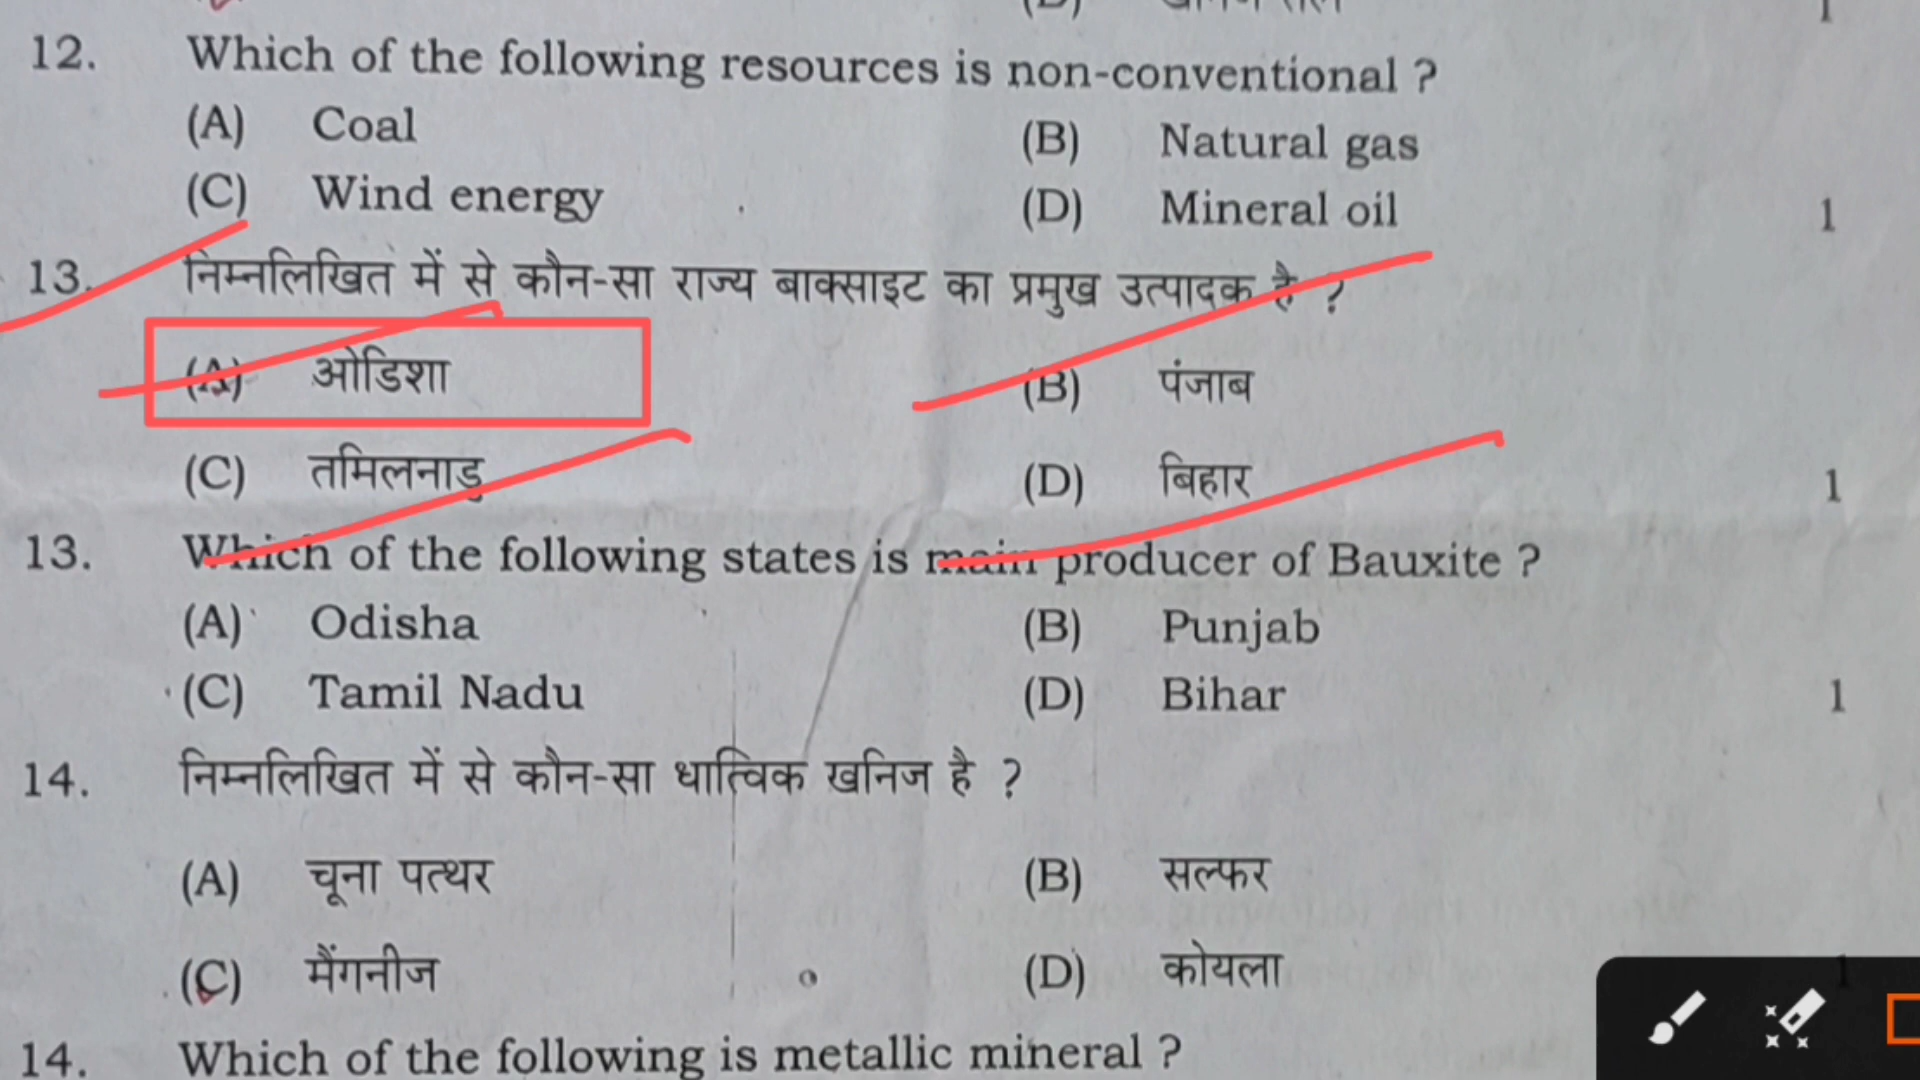 12. Which of the following resources is non-conventional ?
(A) Coal (B) Natural gas
(C) Wind energy (D) Mineral oil 1
13. निम्नलिखित में से कौन-सा राज्य बाक्साइट का प्रमुख उत्पादक है ?
(A) ओडिशा (B) पंजाब
(C) तमिलनाडु (D) बिहार 1
13. Which of the following states is main producer of Bauxite ?
(A) Odisha (B) Punjab
(C) Tamil Nadu (D) Bihar 1
14. निम्नलिखित में से कौन-सा धात्विक खनिज है ?
(A) चूना पत्थर (B) सल्फर
(C) मैंगनीज (D) कोयला 1
14. Which of the following is metallic mineral ?